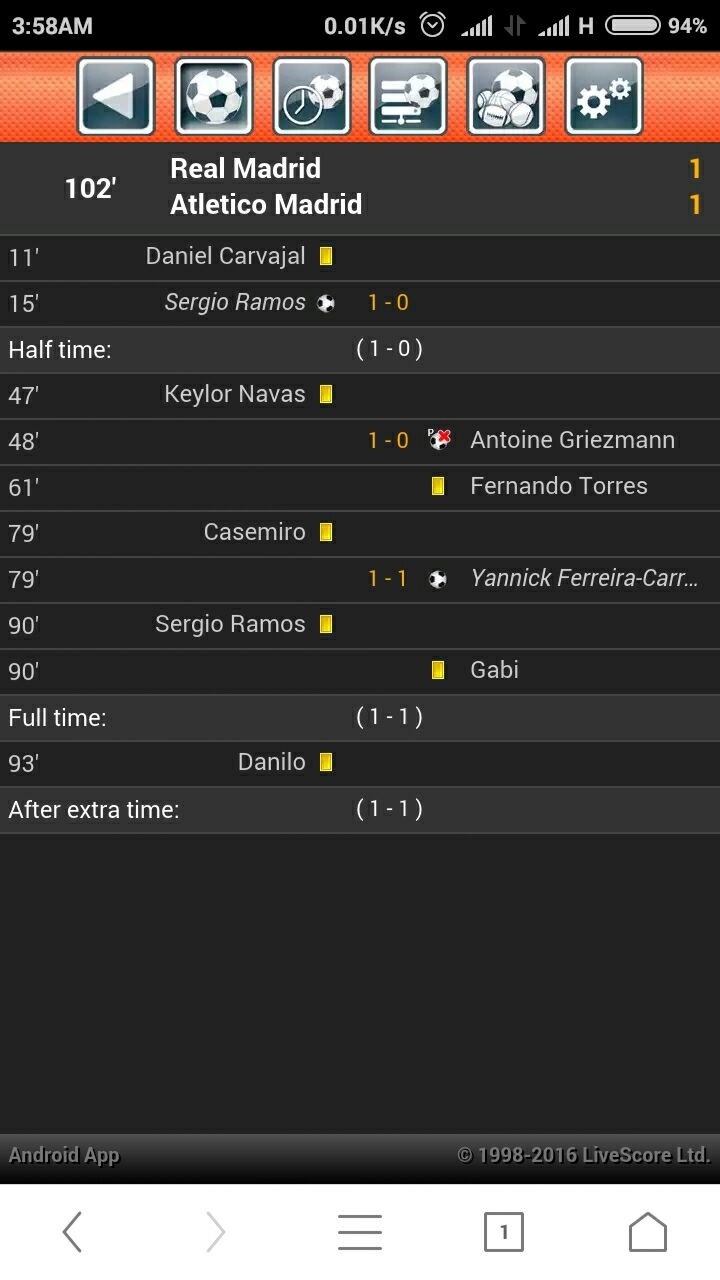 3:58AM 0.01K/s H 94%
102'
Real Madrid 1
Atletico Madrid 1
11' Daniel Carvajal
15' Sergio Ramos 1 - 0
Half time: ( 1 - 0 )
47' Keylor Navas
48' 1 - 0 P Antoine Griezmann
61' Fernando Torres
79' Casemiro
79' 1 - 1 Yannick Ferreira-Carr...
90' Sergio Ramos
90' Gabi
Full time: ( 1 - 1 )
93' Danilo
After extra time: ( 1 - 1 )
Android App © 1998-2016 LiveScore Ltd.
1